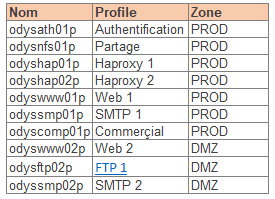 Nom Profile Zone
odysath01p Authentification PROD
odysnfs01p Partage PROD
odyshap01p Haproxy 1 PROD
odyshap02p Haproxy 2 PROD
odyswww01p Web 1 PROD
odyssmp01p SMTP 1 PROD
odyscomp01p Commerçial PROD
odyswww02p Web 2 DMZ
odysftp02p FTP 1 DMZ
odyssmp02p SMTP 2 DMZ